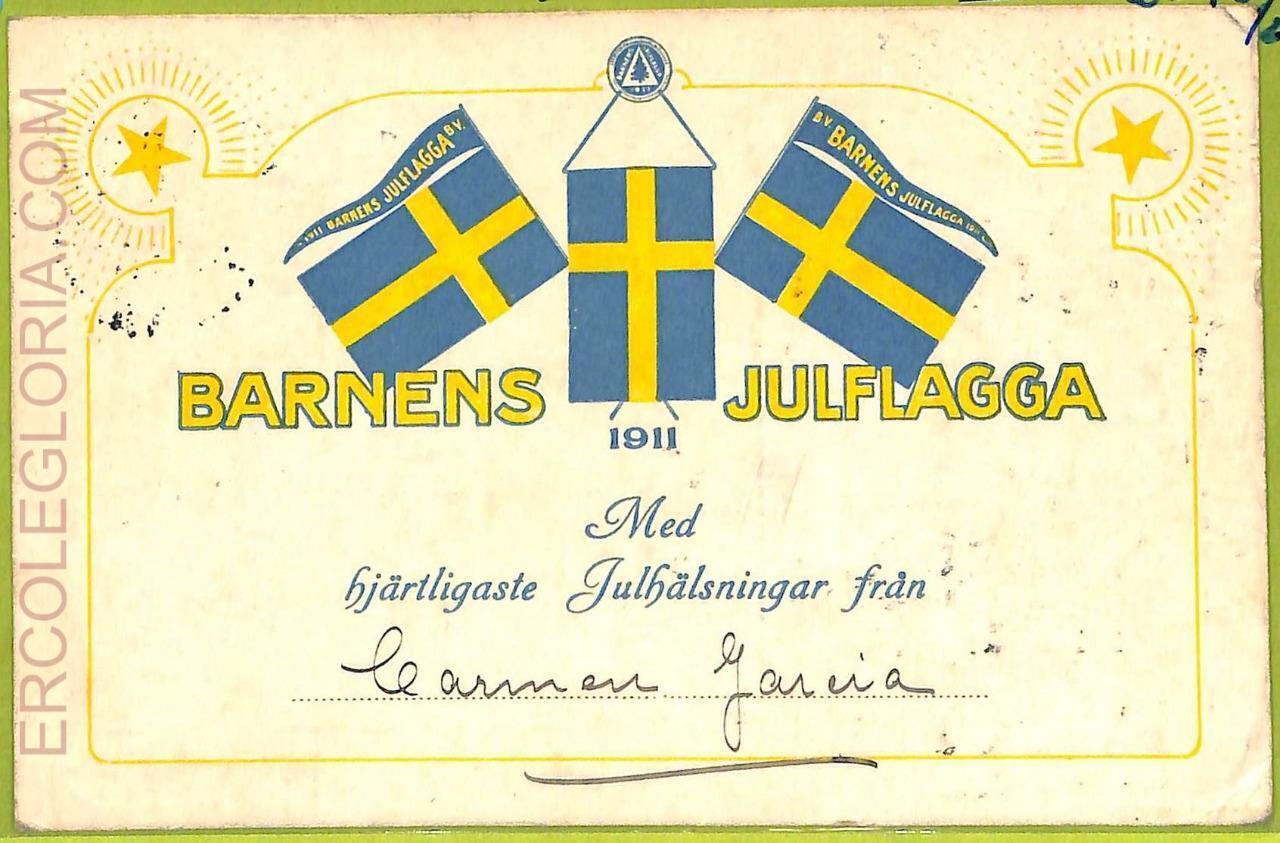 1911 BARNENS JULFLAGGA B.V.
B.V. BARNENS JULFLAGGA 1911
BARNENS JULFLAGGA
1911
Med
hjärtligaste Julhälsningar från
Carmen Garcia
ERCOLEGLORIA.COM